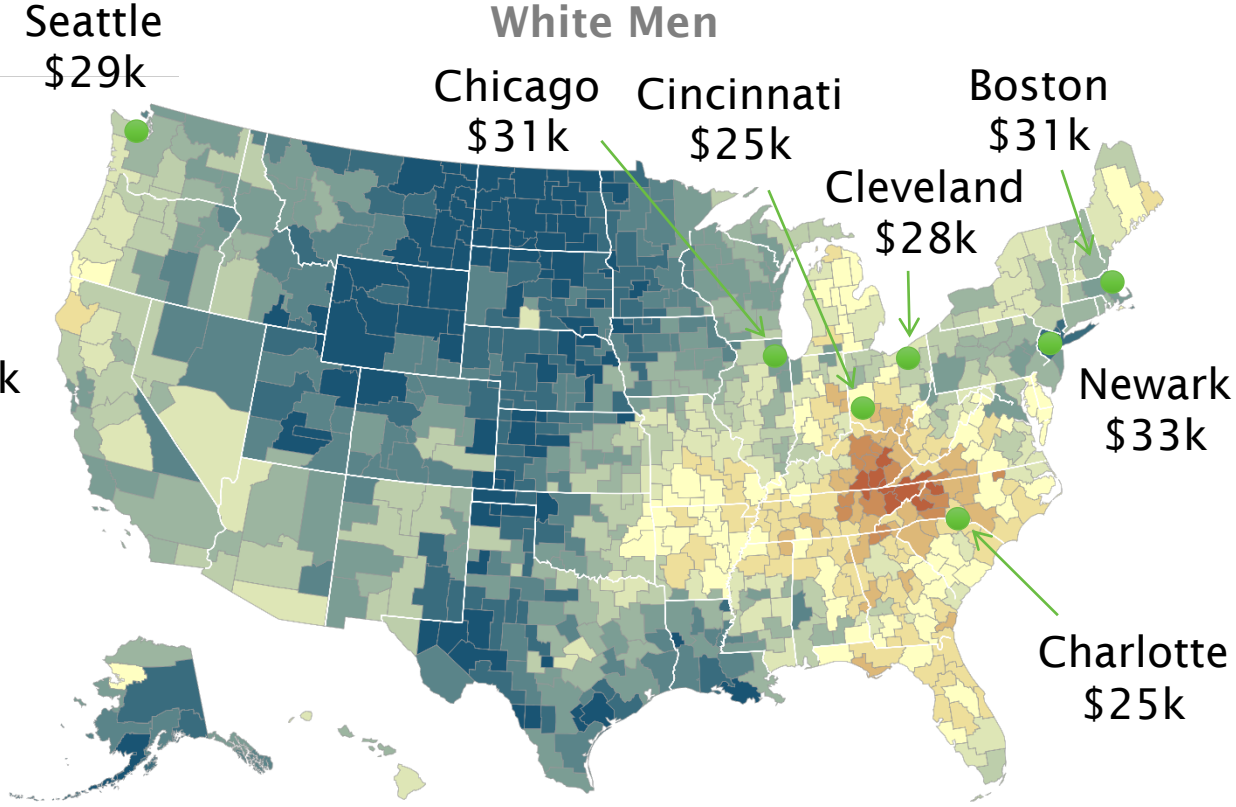 White Men
Seattle
$29k
Chicago
$31k
Cincinnati
$25k
Boston
$31k
Cleveland
$28k
k
Newark
$33k
Charlotte
$25k